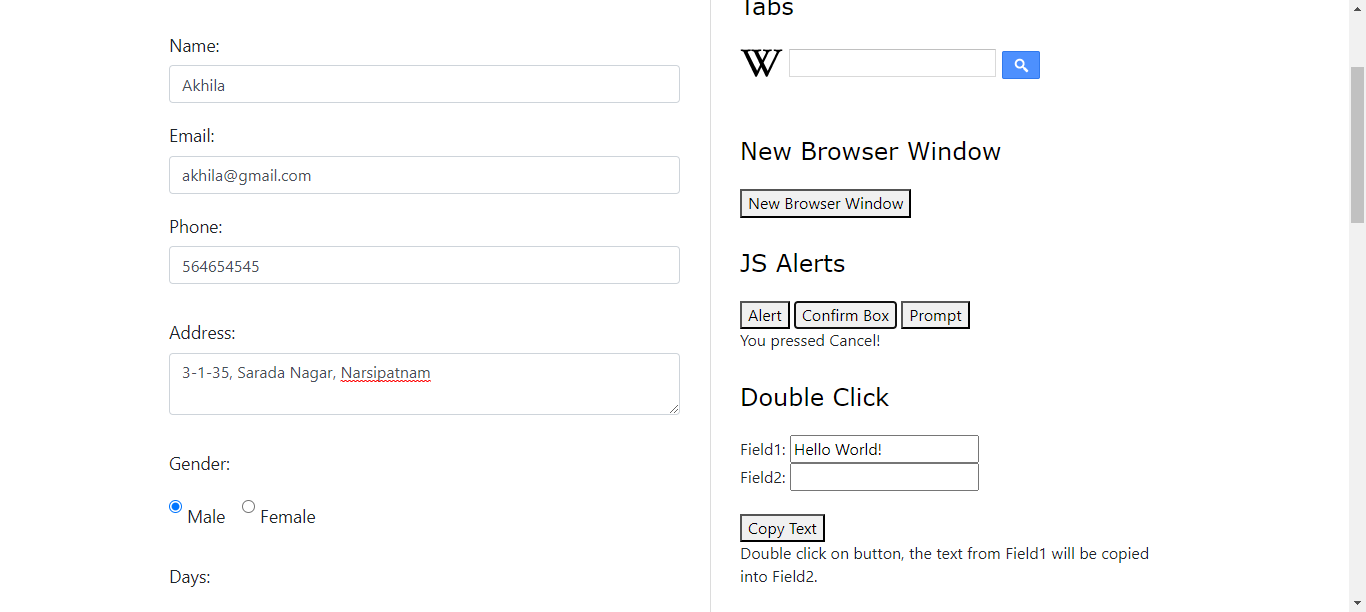 Name:
Akhila
Email:
akhila@gmail.com
Phone:
564654545
Address:
3-1-35, Sarada Nagar, Narsipatnam
Gender:
Male Female
Days:
Tabs
W
New Browser Window
New Browser Window
JS Alerts
Alert Confirm Box Prompt
You pressed Cancel!
Double Click
Field1: Hello World!
Field2:
Copy Text
Double click on button, the text from Field1 will be copied
into Field2.